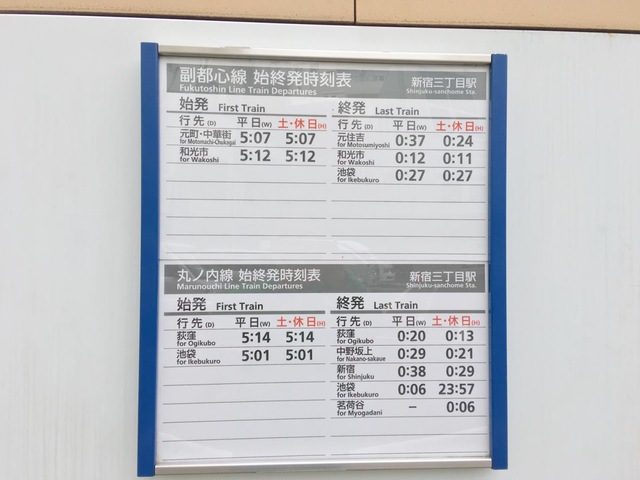 副都心線 始終発時刻表 新宿三丁目駅
Fukutoshin Line Train Departures Shinjuku-sanchome Sta.
始発 First Train
行先(D) 平日(W) 土・休日(H)
元町・中華街 5:07 5:07
for Motomachi-Chukagai
和光市 5:12 5:12
for Wakoshi
終発 Last Train
行先(D) 平日(W) 土・休日(H)
元住吉 0:37 0:24
for Motosumiyoshi
和光市 0:12 0:11
for Wakoshi
池袋 0:27 0:27
for Ikebukuro
丸ノ内線 始終発時刻表 新宿三丁目駅
Marunouchi Line Train Departures Shinjuku-sanchome Sta.
始発 First Train
行先(D) 平日(W) 土・休日(H)
荻窪 5:14 5:14
for Ogikubo
池袋 5:01 5:01
for Ikebukuro
終発 Last Train
行先(D) 平日(W) 土・休日(H)
荻窪 0:20 0:13
for Ogikubo
中野坂上 0:29 0:21
for Nakano-sakaue
新宿 0:38 0:29
for Shinjuku
池袋 0:06 23:57
for Ikebukuro
茗荷谷 − 0:06
for Myogadani